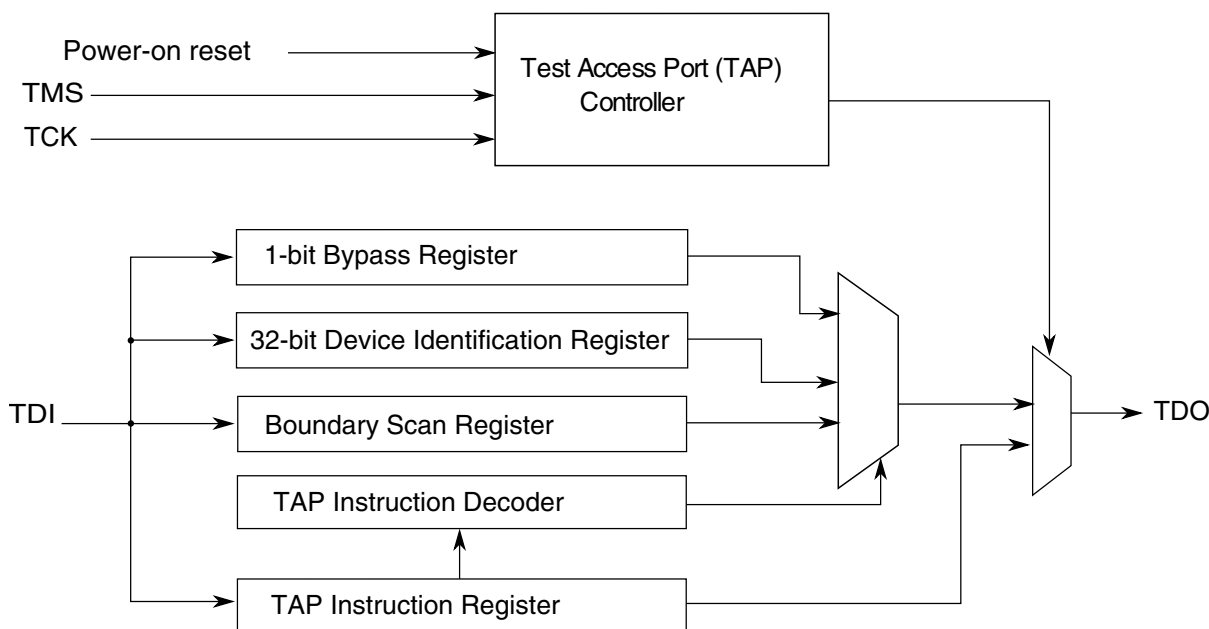 Power-on reset
TMS
TCK
Test Access Port (TAP)
Controller
1-bit Bypass Register
32-bit Device Identification Register
TDI
Boundary Scan Register
TDO
TAP Instruction Decoder
TAP Instruction Register